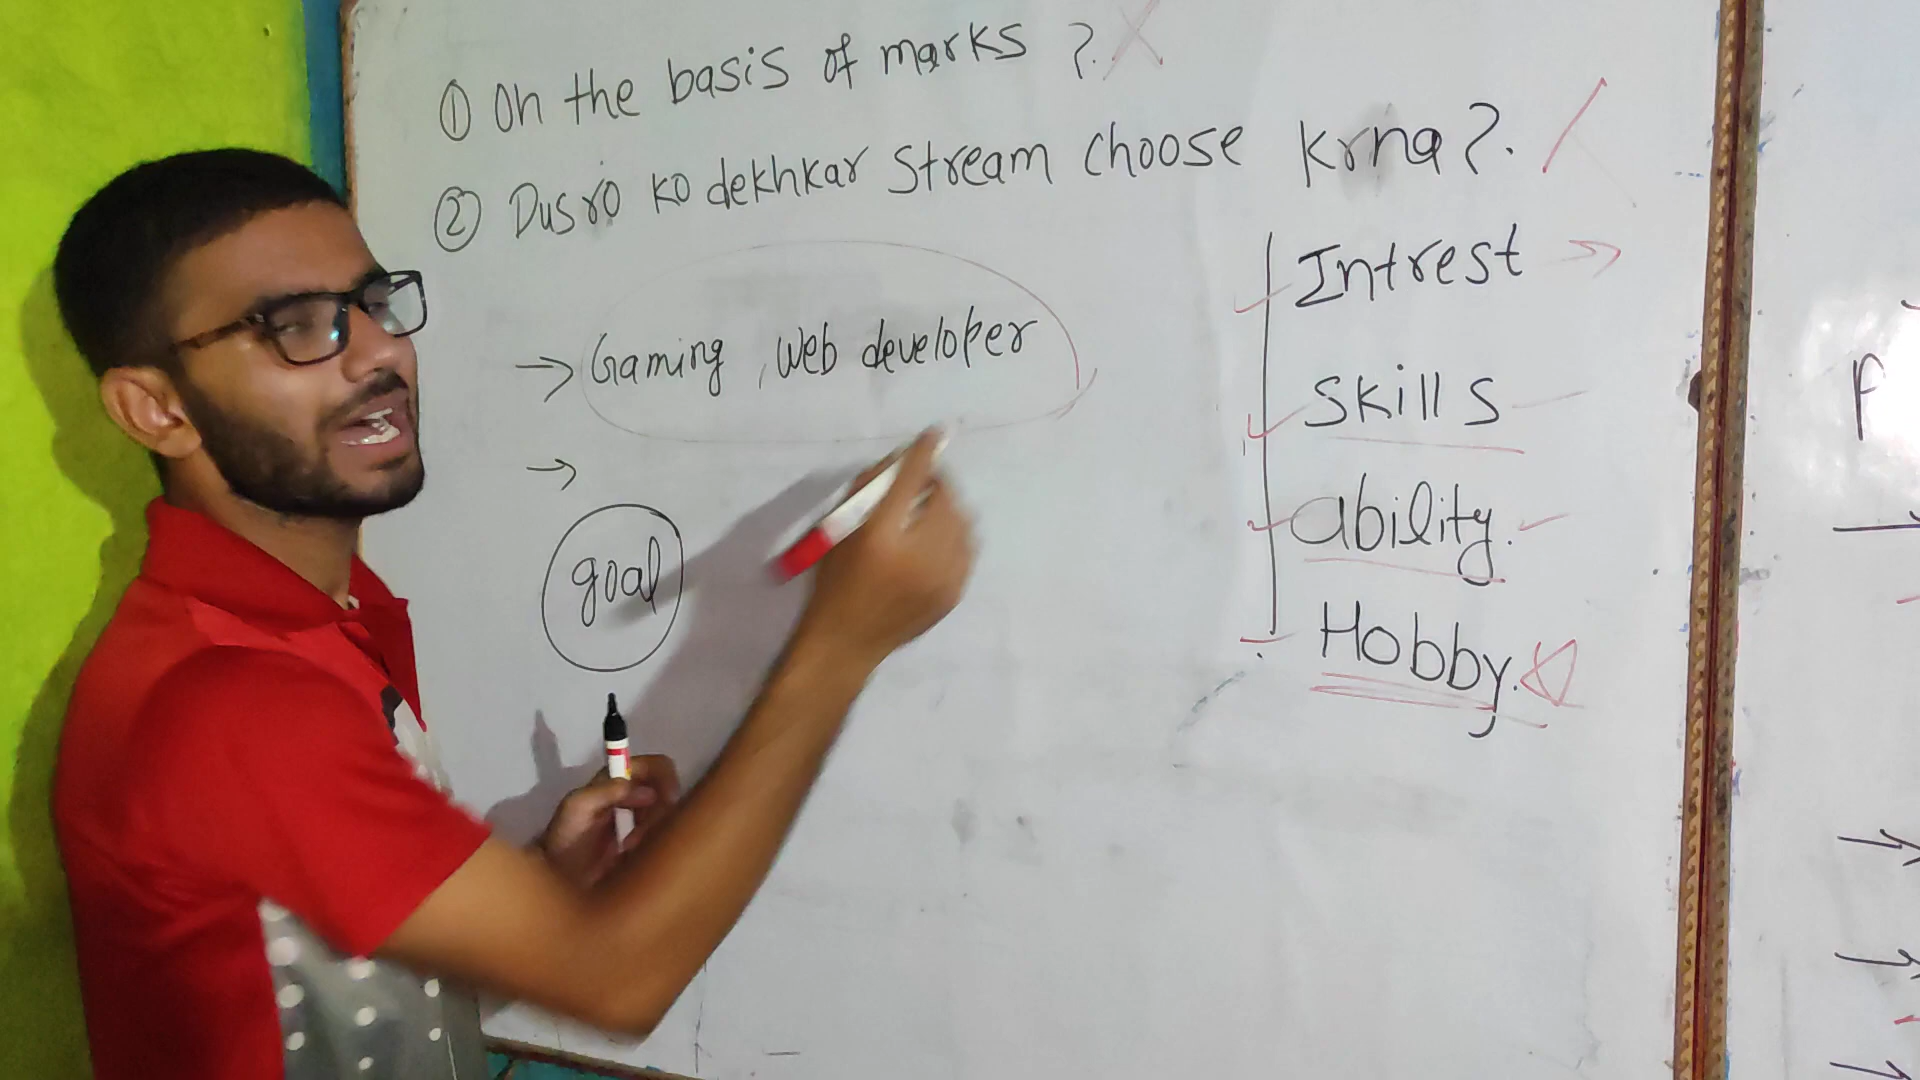 ① On the basis of marks ?
② Dusro ko dekhkar Stream choose krna ?.
Intrest
→ Gaming , Web developer
Skills
→
ability.
goal
Hobby.
P